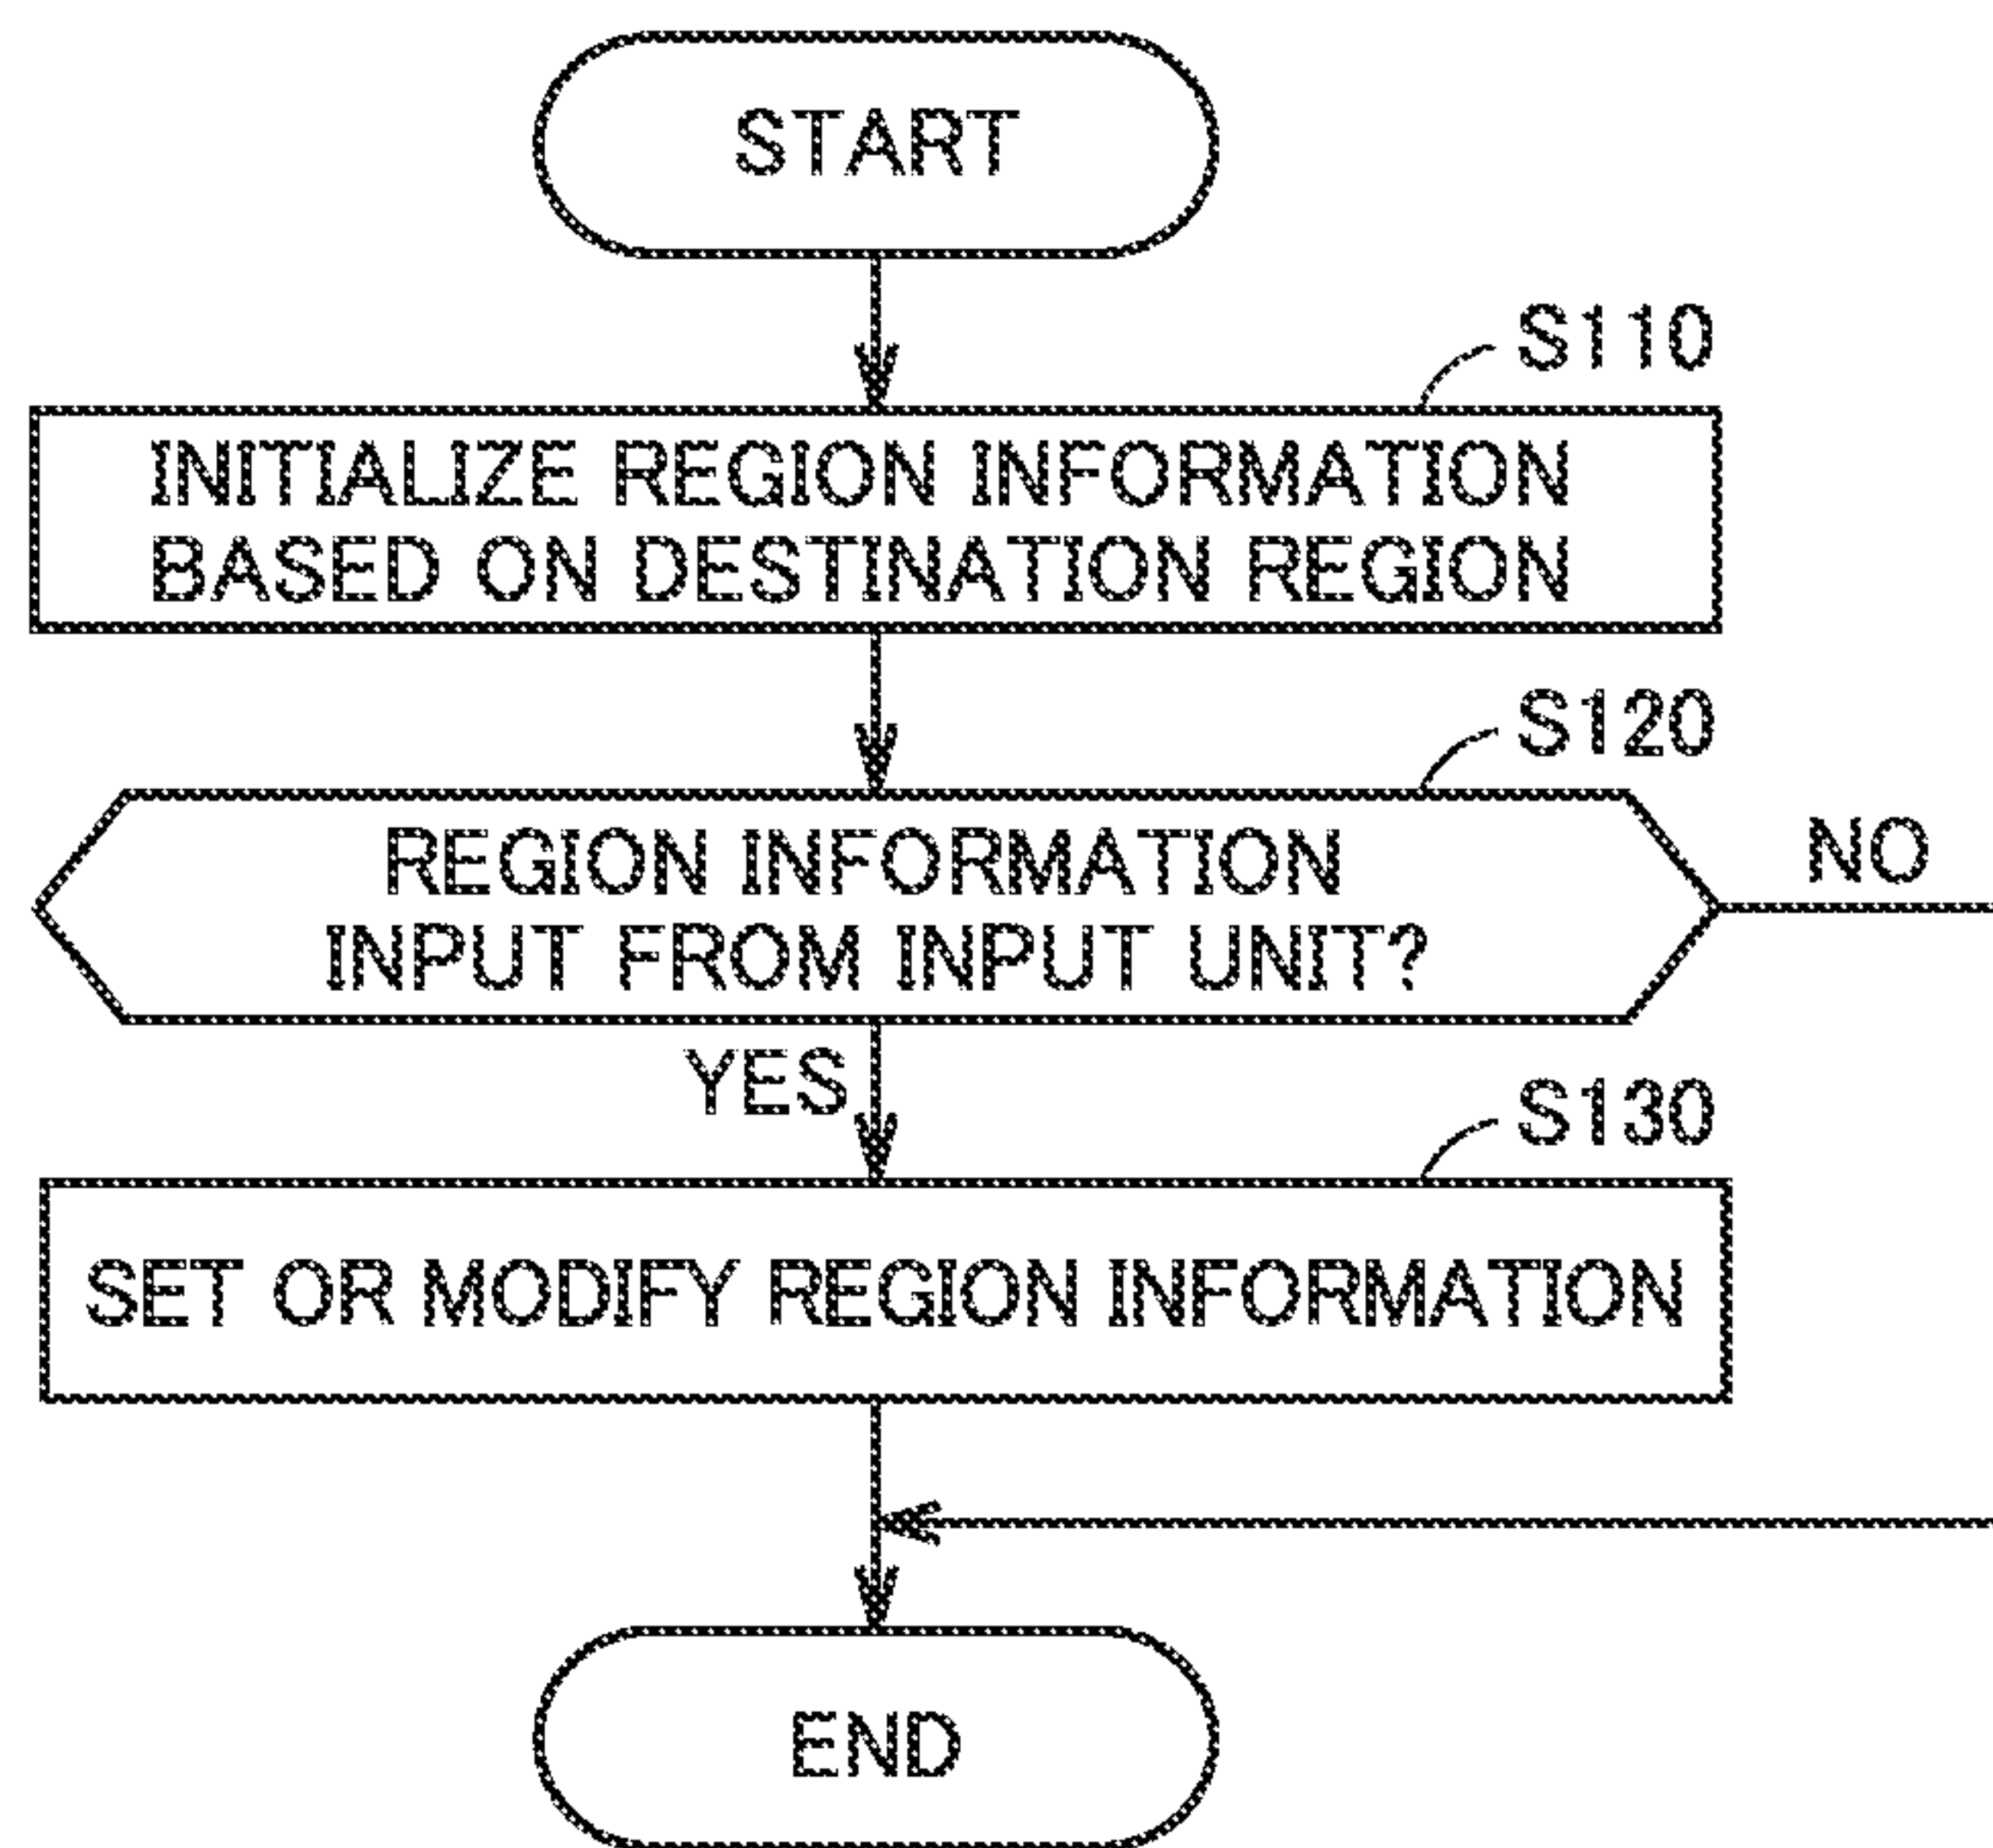 START
S110
INITIALIZE REGION INFORMATION
BASED ON DESTINATION REGION
S120
REGION INFORMATION
INPUT FROM INPUT UNIT?
NO
YES
S130
SET OR MODIFY REGION INFORMATION
END